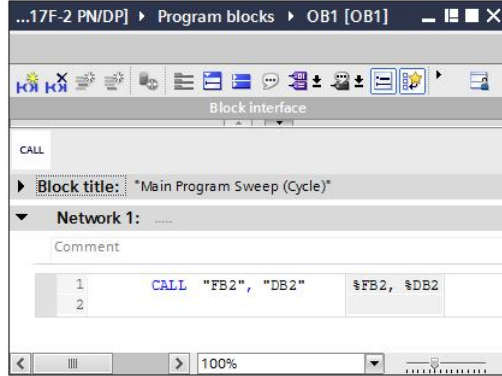 ...17F-2 PN/DP] ▸ Program blocks ▸ OB1 [OB1]
Block interface
CALL
Block title: "Main Program Sweep (Cycle)"
Network 1: .....
Comment
1 CALL "FB2", "DB2" %FB2, %DB2
2
100%